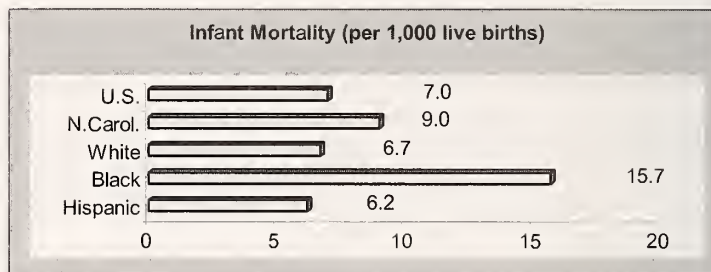 Infant Mortality (per 1,000 live births)
U.S. 7.0
N.Carol. 9.0
White 6.7
Black 15.7
Hispanic 6.2
0 5 10 15 20